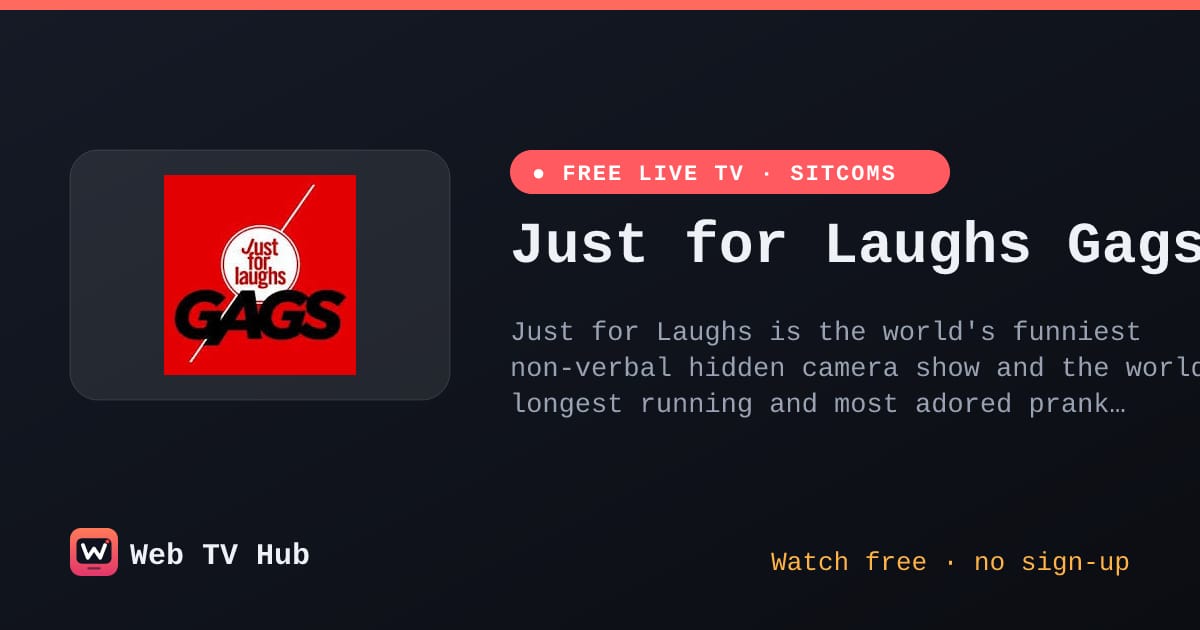 Just
for
laughs
GAGS
● FREE LIVE TV · SITCOMS
Just for Laughs Gags
Just for Laughs is the world's funniest
non-verbal hidden camera show and the world
longest running and most adored prank…
W
Web TV Hub
Watch free · no sign-up